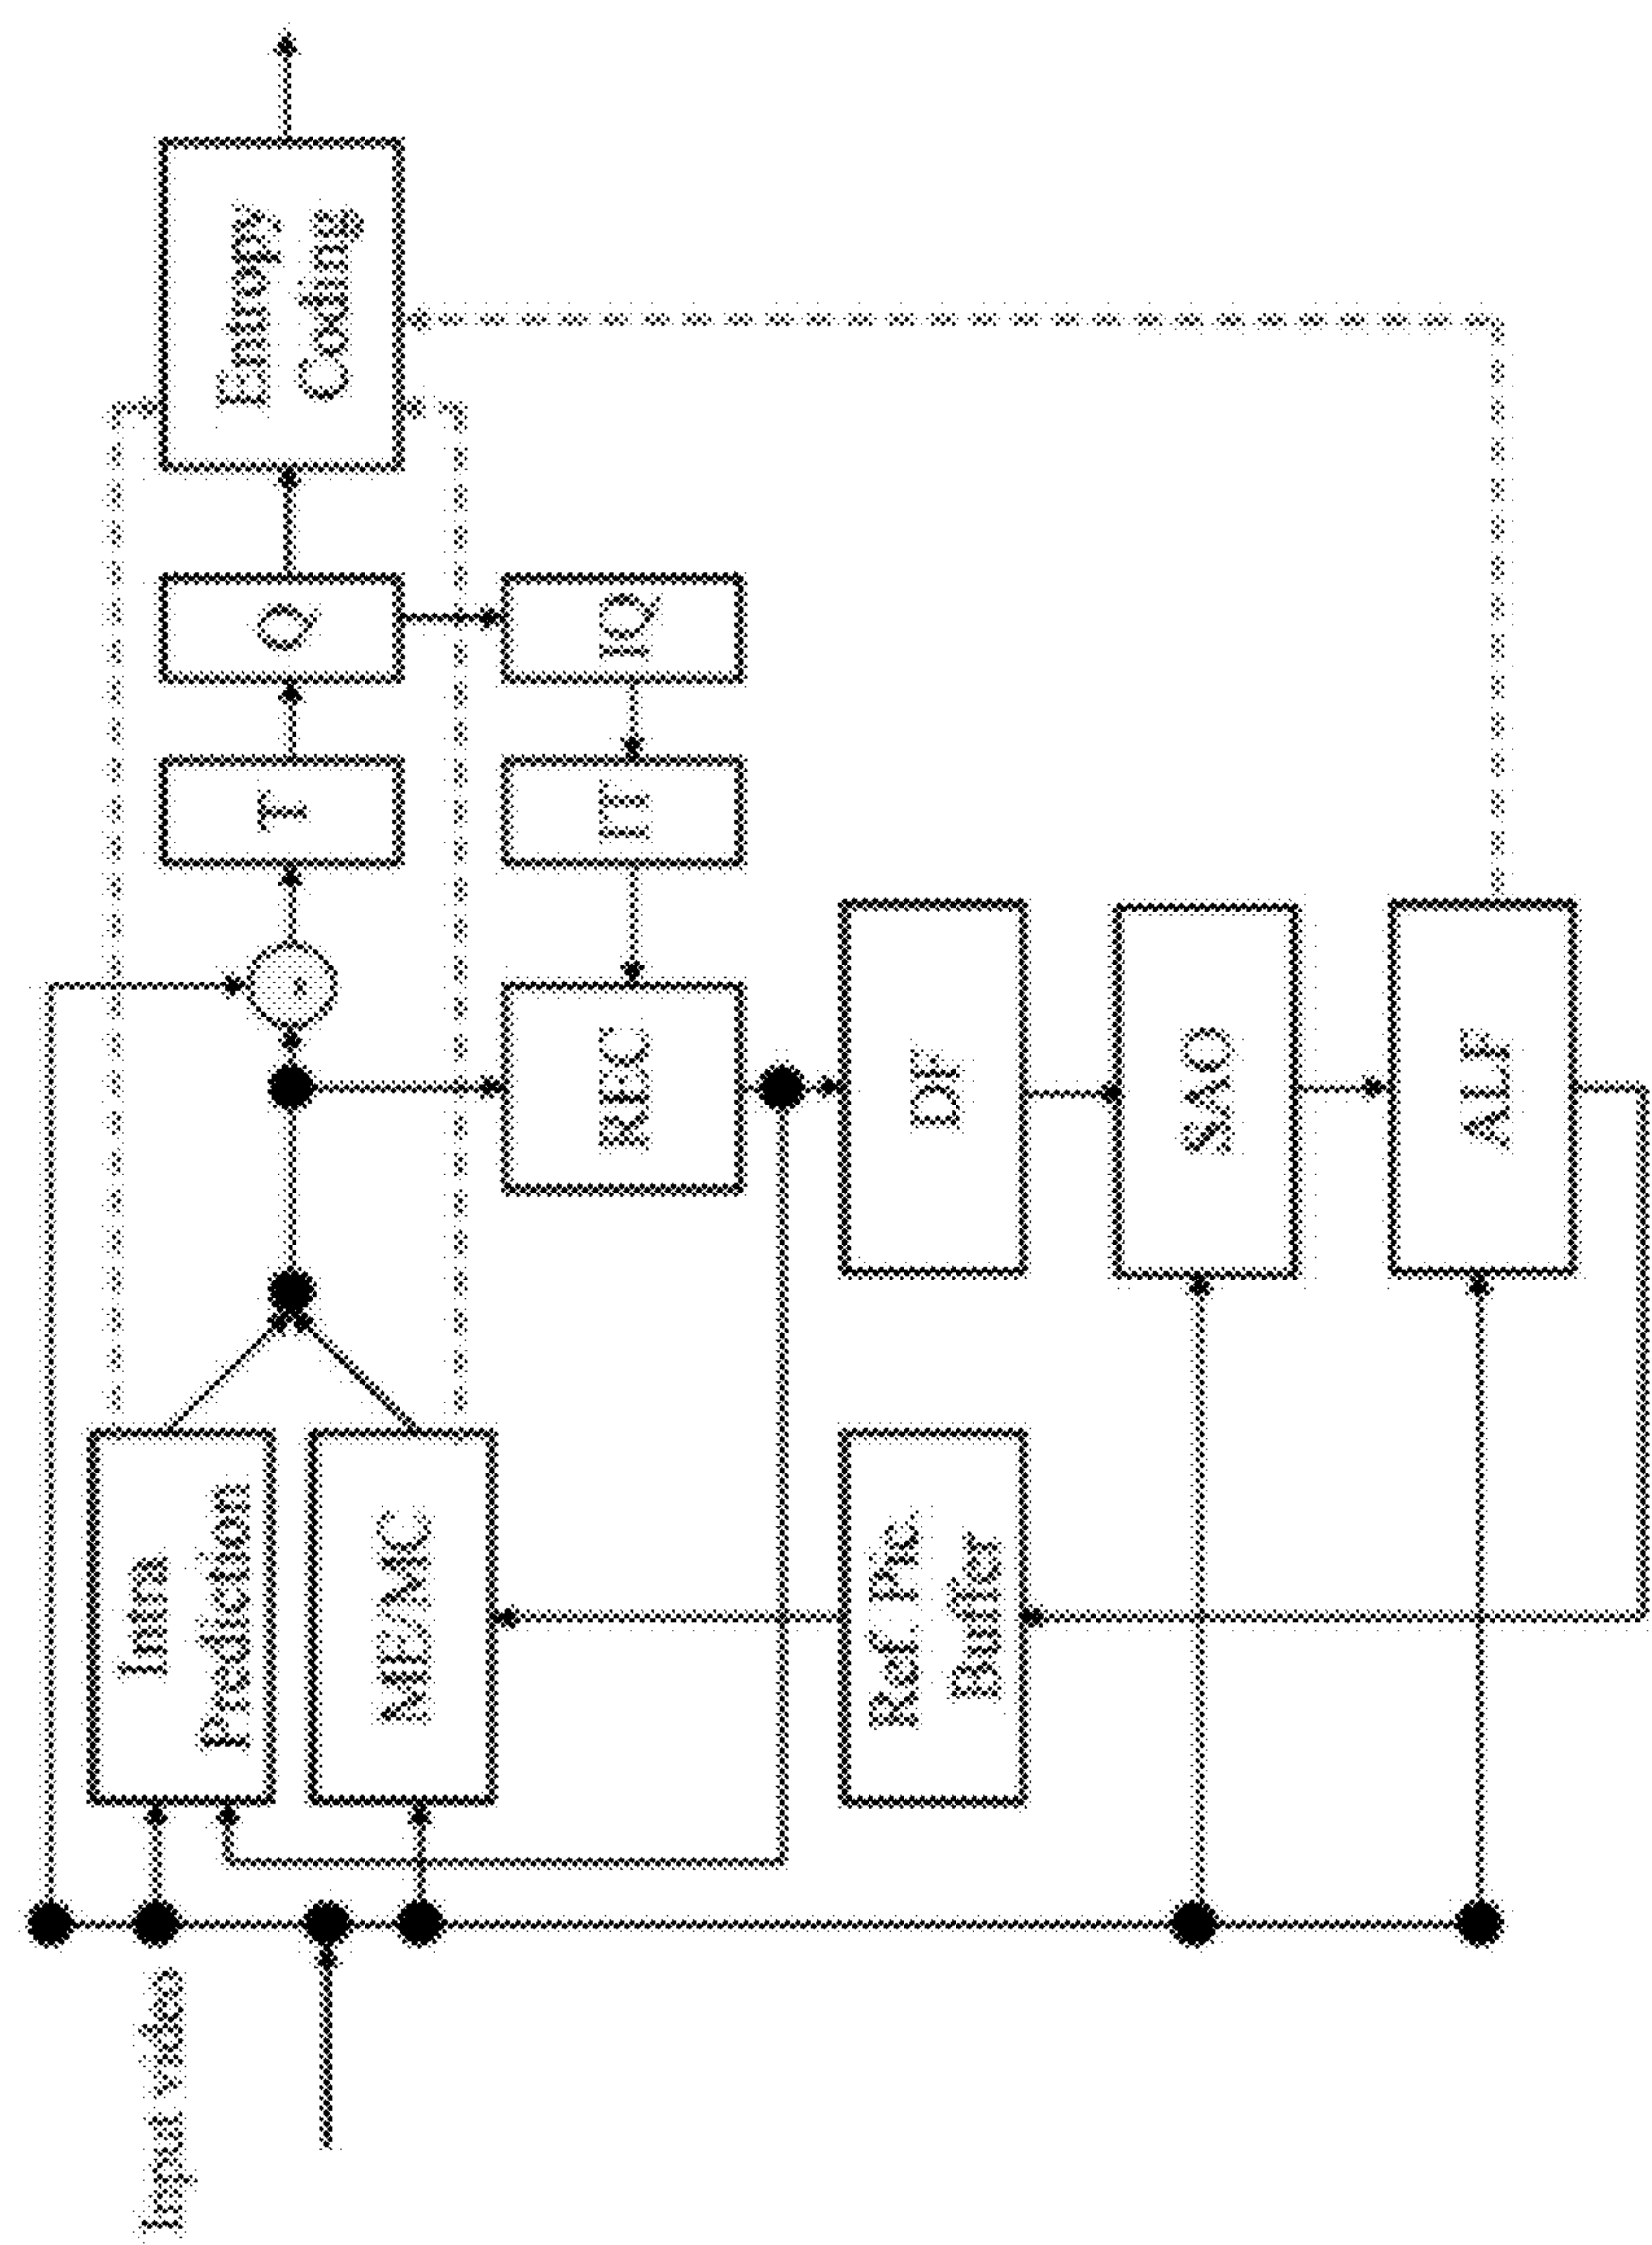 Input video
Intra
Prediction
ME/MC
-
T
Q
Entropy
Coding
REC
IT
IQ
Ref. Pic.
Buffer
DF
SAO
ALF